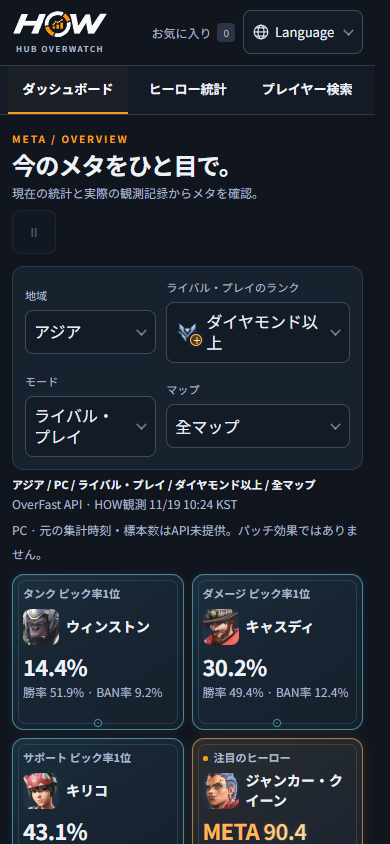 HOW
HUB OVERWATCH
お気に入り 0
Language
ダッシュボード ヒーロー統計 プレイヤー検索
META / OVERVIEW
今のメタをひと目で。
現在の統計と実際の観測記録からメタを確認。
地域
アジア
ライバル・プレイのランク
ダイヤモンド以
上
モード
ライバル・
プレイ
マップ
全マップ
アジア / PC / ライバル・プレイ / ダイヤモンド以上 / 全マップ
OverFast API · HOW観測 11/19 10:24 KST
PC · 元の集計時刻・標本数はAPI未提供。パッチ効果ではありま
せん。
タンク ピック率1位
ウィンストン
14.4%
勝率 51.9% · BAN率 9.2%
ダメージ ピック率1位
キャスディ
30.2%
勝率 49.4% · BAN率 12.4%
サポート ピック率1位
キリコ
43.1%
注目のヒーロー
ジャンカー・ク
イーン
META 90.4